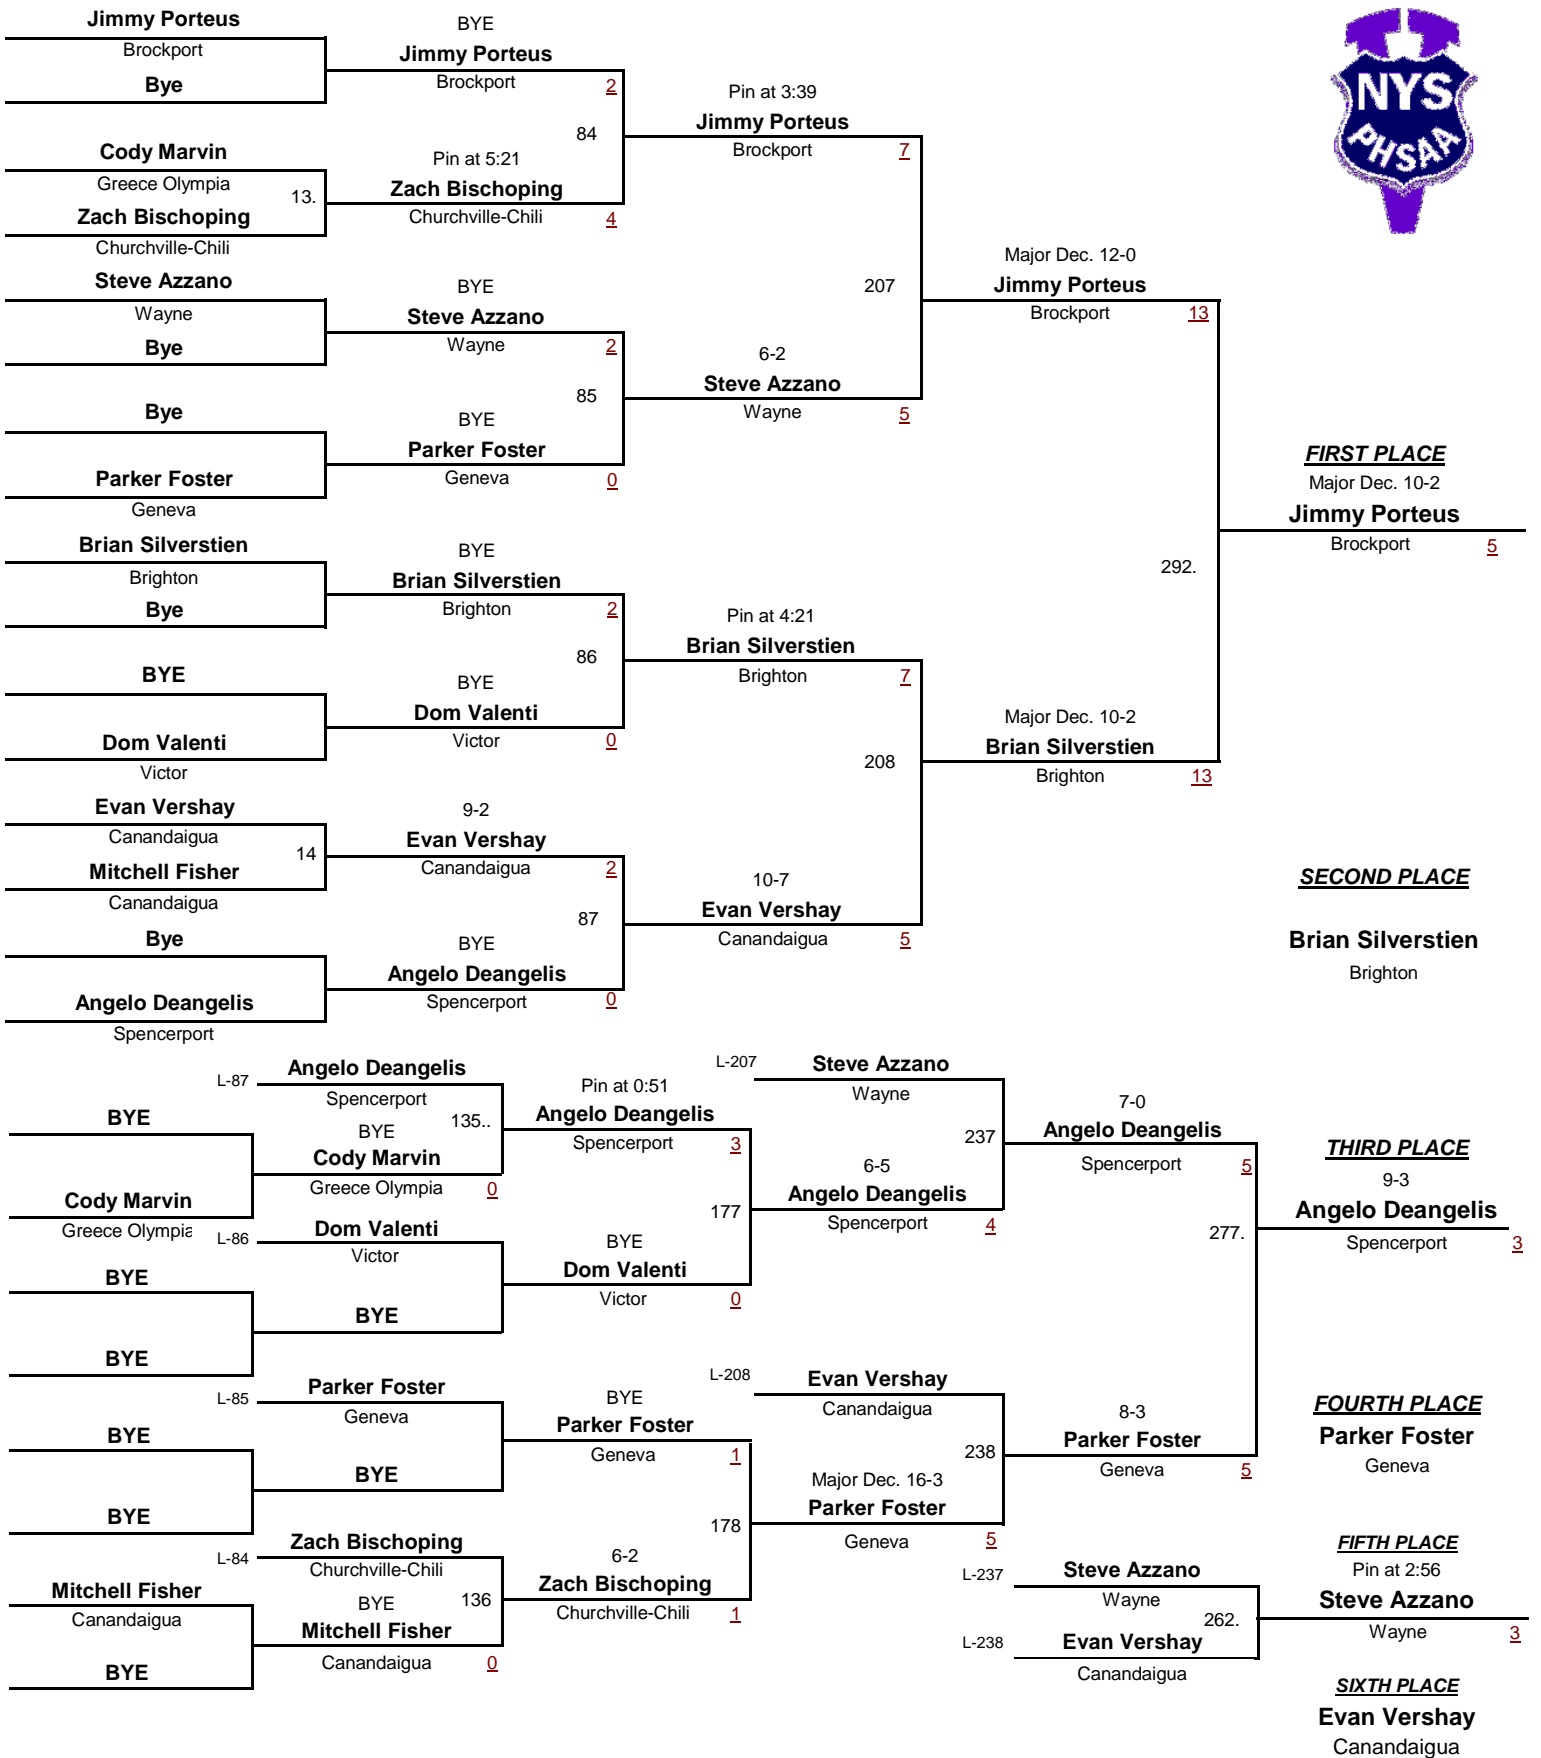 Jimmy Porteus
Brockport
Bye
Cody Marvin
Greece Olympia
13.
Zach Bischoping
Churchville-Chili
Steve Azzano
Wayne
Bye
Bye
Parker Foster
Geneva
Brian Silverstien
Brighton
Bye
BYE
Dom Valenti
Victor
Evan Vershay
Canandaigua
14
Mitchell Fisher
Canandaigua
Bye
Angelo Deangelis
Spencerport
BYE
Jimmy Porteus
Brockport 2
84
Pin at 5:21
Zach Bischoping
Churchville-Chili 4
BYE
Steve Azzano
Wayne 2
85
BYE
Parker Foster
Geneva 0
BYE
Brian Silverstien
Brighton 2
86
BYE
Dom Valenti
Victor 0
9-2
Evan Vershay
Canandaigua 2
87
BYE
Angelo Deangelis
Spencerport 0
Pin at 3:39
Jimmy Porteus
Brockport 7
207
6-2
Steve Azzano
Wayne 5
Pin at 4:21
Brian Silverstien
Brighton 7
208
10-7
Evan Vershay
Canandaigua 5
Major Dec. 12-0
Jimmy Porteus
Brockport 13
292.
Major Dec. 10-2
Brian Silverstien
Brighton 13
NYS
PHSAA
FIRST PLACE
Major Dec. 10-2
Jimmy Porteus
Brockport 5
SECOND PLACE
Brian Silverstien
Brighton
BYE
Cody Marvin
Greece Olympia
BYE
BYE
BYE
BYE
Mitchell Fisher
Canandaigua
BYE
L-87 Angelo Deangelis
Spencerport
135..
BYE
Cody Marvin
Greece Olympia 0
L-86 Dom Valenti
Victor
BYE
L-85 Parker Foster
Geneva
BYE
L-84 Zach Bischoping
Churchville-Chili
136
BYE
Mitchell Fisher
Canandaigua 0
Pin at 0:51
Angelo Deangelis
Spencerport 3
177
BYE
Dom Valenti
Victor 0
BYE
Parker Foster
Geneva 1
178
6-2
Zach Bischoping
Churchville-Chili 1
L-207 Steve Azzano
Wayne
237
6-5
Angelo Deangelis
Spencerport 4
L-208 Evan Vershay
Canandaigua
238
Major Dec. 16-3
Parker Foster
Geneva 5
7-0
Angelo Deangelis
Spencerport 5
277.
8-3
Parker Foster
Geneva 5
L-237 Steve Azzano
Wayne
262.
L-238 Evan Vershay
Canandaigua
THIRD PLACE
9-3
Angelo Deangelis
Spencerport 3
FOURTH PLACE
Parker Foster
Geneva
FIFTH PLACE
Pin at 2:56
Steve Azzano
Wayne 3
SIXTH PLACE
Evan Vershay
Canandaigua